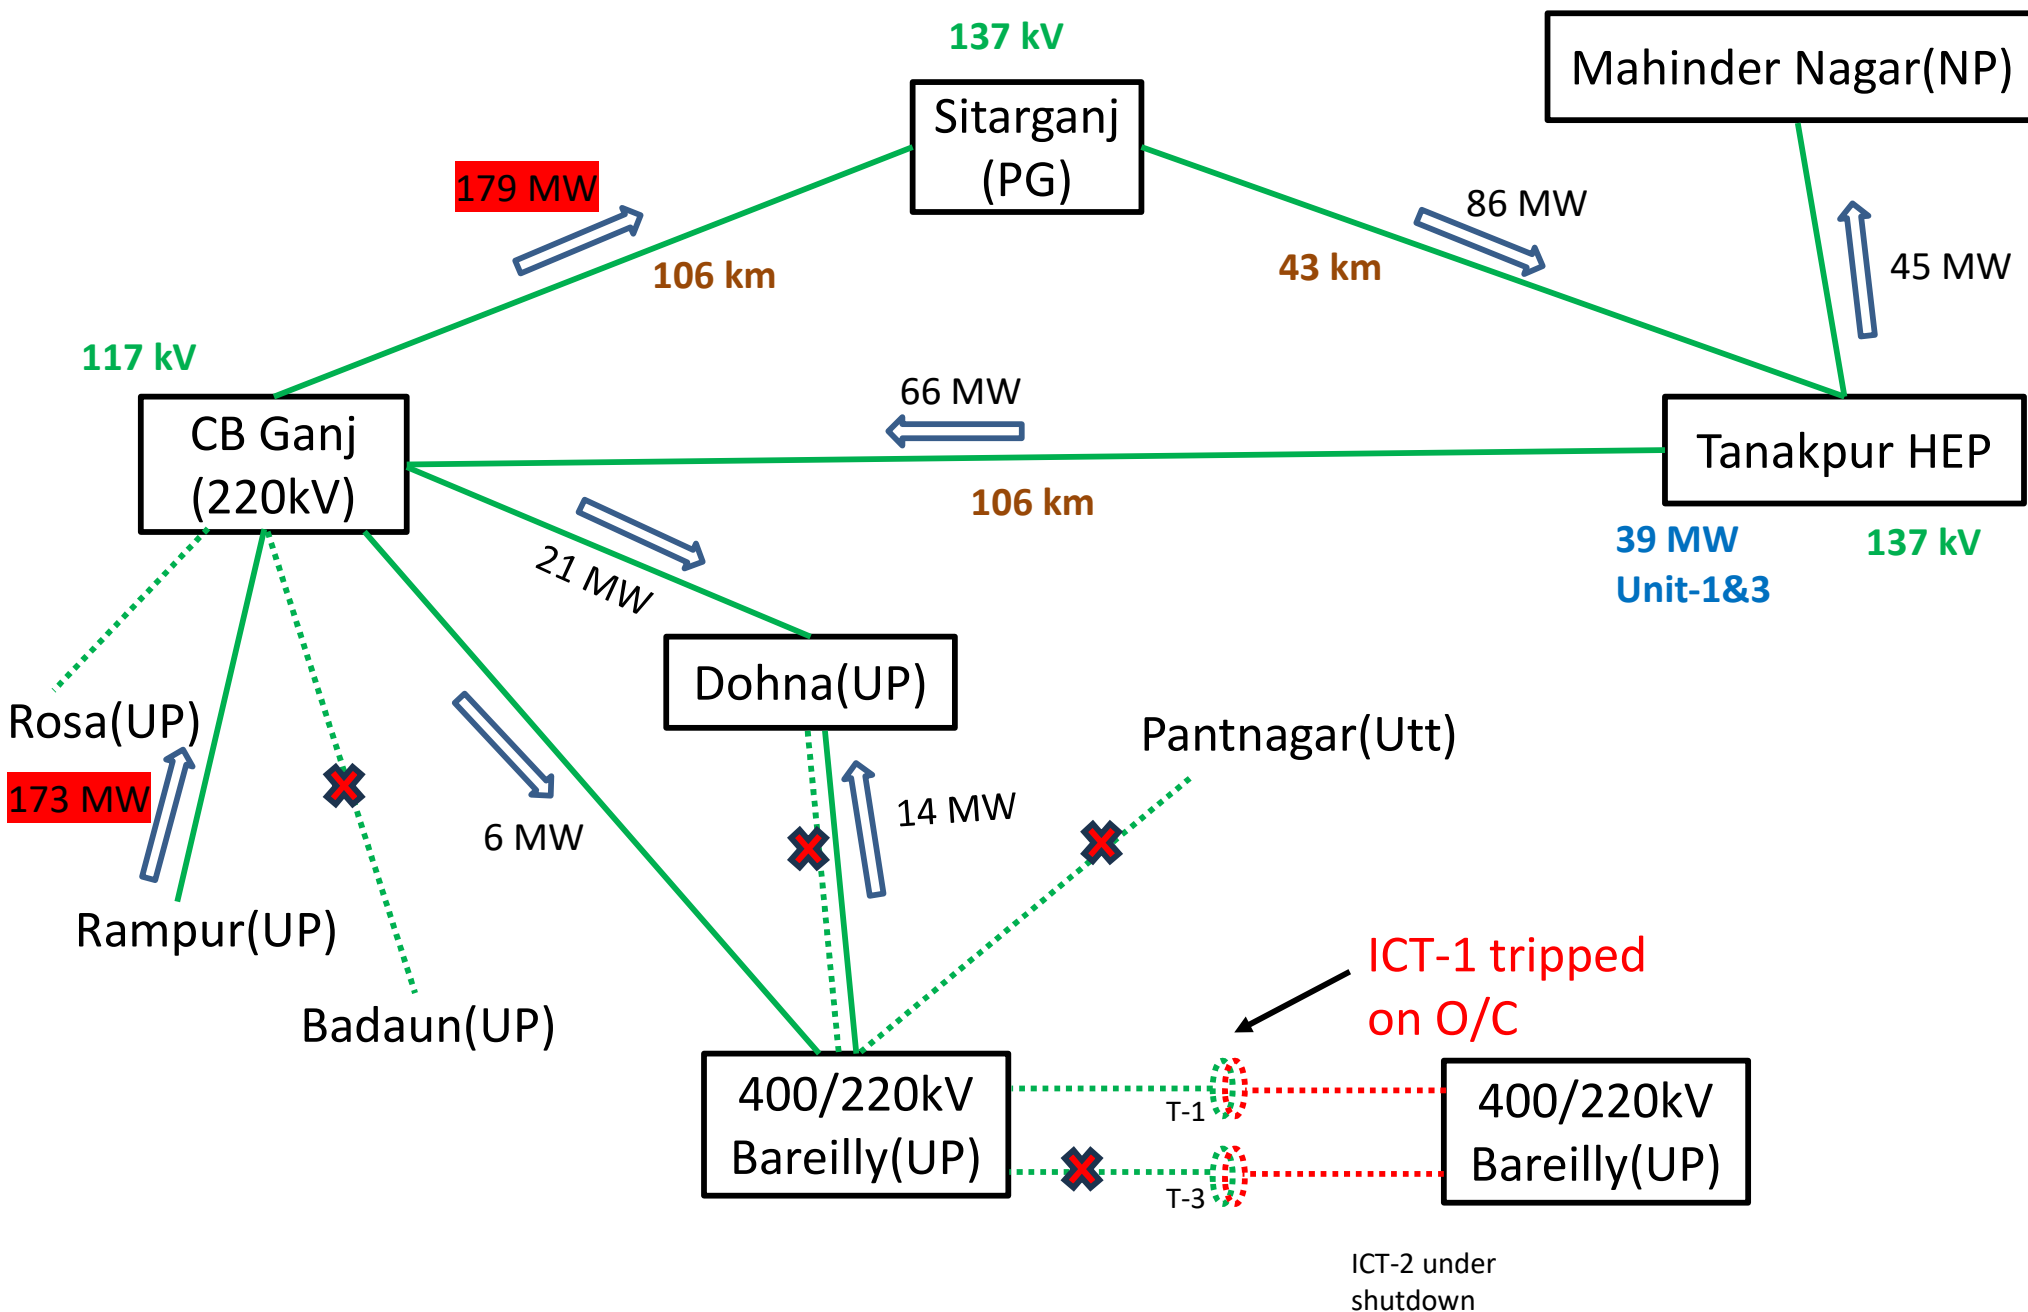 137 kV
Mahinder Nagar(NP)
Sitarganj
(PG)
179 MW
86 MW
106 km
43 km
45 MW
117 kV
66 MW
CB Ganj
(220kV)
Tanakpur HEP
106 km
21 MW
39 MW
Unit-1&3
137 kV
Dohna(UP)
Rosa(UP)
Pantnagar(Utt)
173 MW
6 MW
14 MW
Rampur(UP)
ICT-1 tripped
on O/C
Badaun(UP)
400/220kV
Bareilly(UP)
T-1
T-3
400/220kV
Bareilly(UP)
ICT-2 under
shutdown